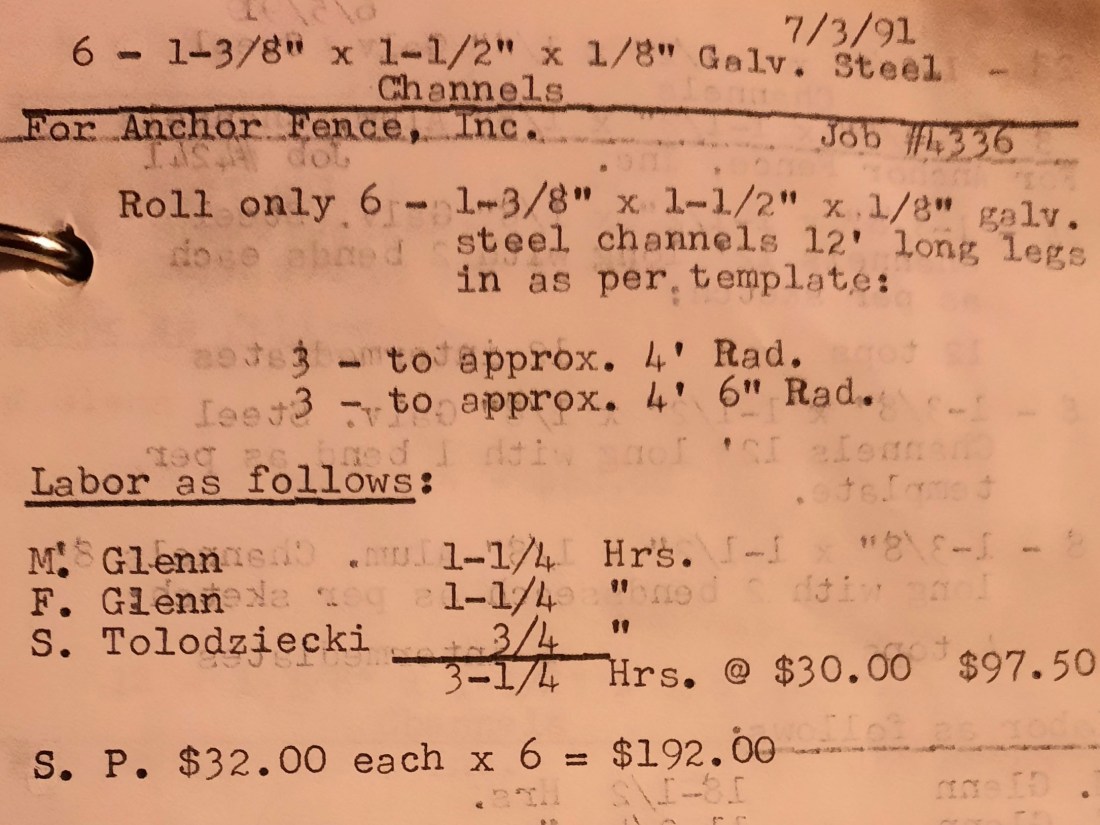 7/3/91
6 - 1-3/8" x 1-1/2" x 1/8" Galv. Steel
Channels
For Anchor Fence, Inc. Job #4336
Roll only 6 - 1-3/8" x 1-1/2" x 1/8" galv.
steel channels 12' long legs
in as per template:
3 - to approx. 4' Rad.
3 - to approx. 4' 6" Rad.
Labor as follows:
M. Glenn 1-1/4 Hrs.
F. Glenn 1-1/4 "
S. Tolodziecki 3/4 "
3-1/4 Hrs. @ $30.00 $97.50
S. P. $32.00 each x 6 = $192.00